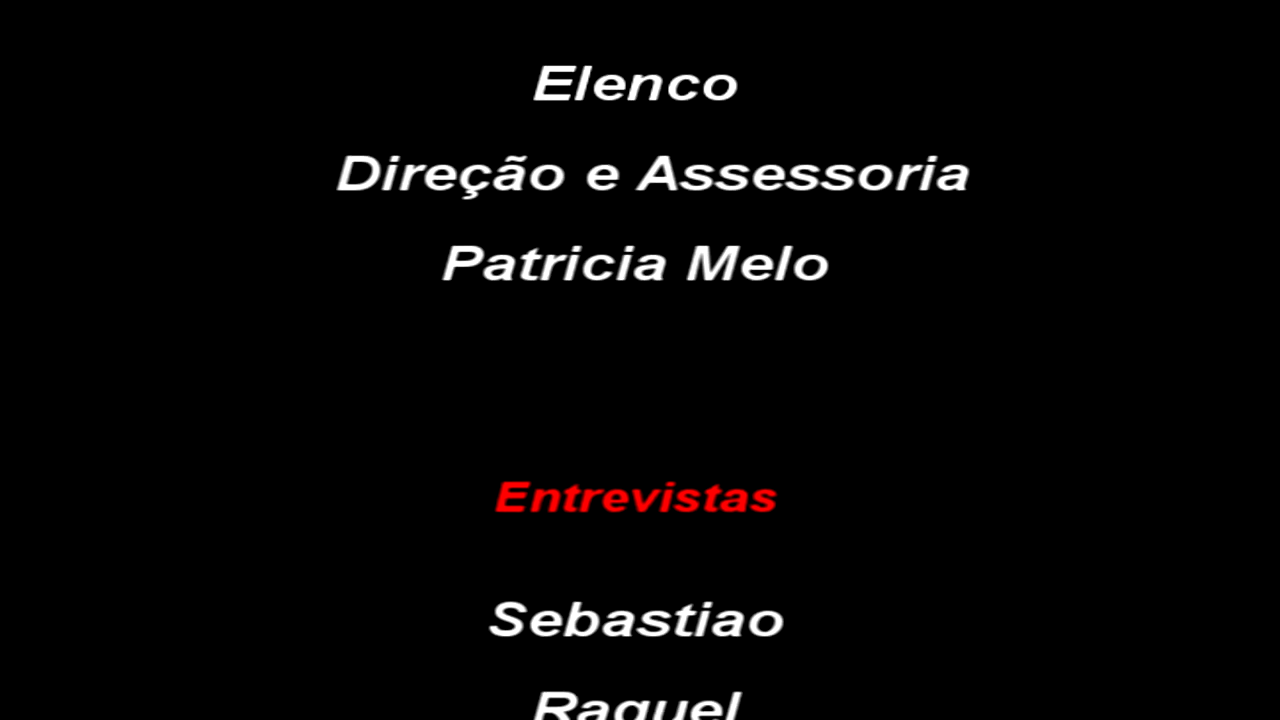 Elenco
Direção e Assessoria
Patricia Melo
Entrevistas
Sebastiao
Raquel